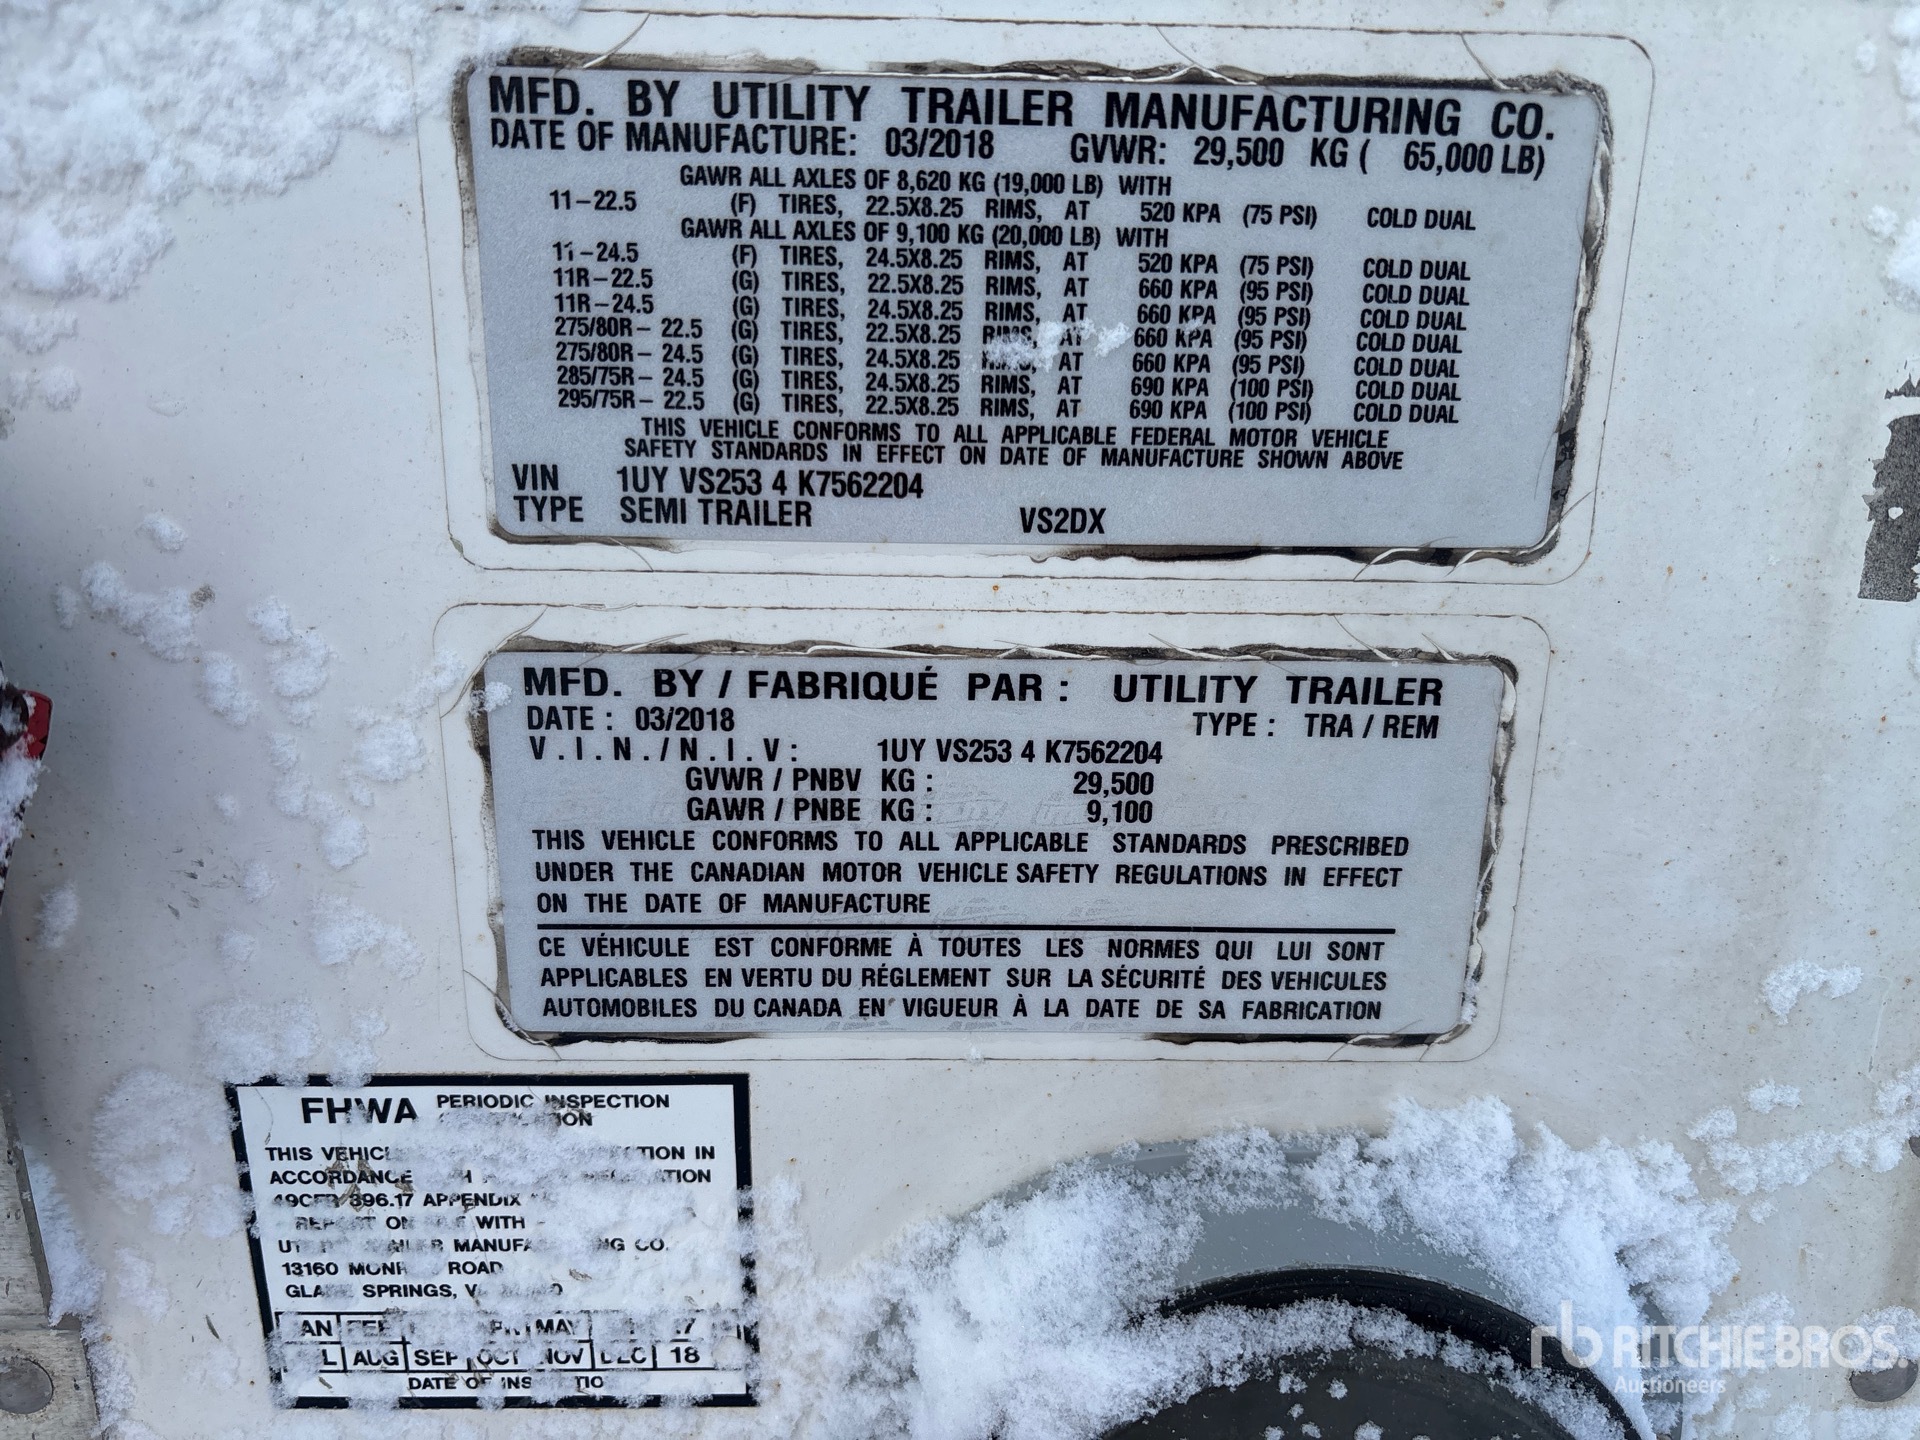 MFD. BY UTILITY TRAILER MANUFACTURING CO.
DATE OF MANUFACTURE: 03/2018 GVWR: 29,500 KG ( 65,000 LB)
GAWR ALL AXLES OF 8,620 KG (19,000 LB) WITH
11-22.5 (F) TIRES, 22.5X8.25 RIMS, AT 520 KPA (75 PSI) COLD DUAL
GAWR ALL AXLES OF 9,100 KG (20,000 LB) WITH
11-24.5 (F) TIRES, 24.5X8.25 RIMS, AT 520 KPA (75 PSI) COLD DUAL
11R-22.5 (G) TIRES, 22.5X8.25 RIMS, AT 660 KPA (95 PSI) COLD DUAL
11R-24.5 (G) TIRES, 24.5X8.25 RIMS, AT 660 KPA (95 PSI) COLD DUAL
275/80R- 22.5 (G) TIRES, 22.5X8.25 RIMS, AT 660 KPA (95 PSI) COLD DUAL
275/80R- 24.5 (G) TIRES, 24.5X8.25 RIMS, AT 660 KPA (95 PSI) COLD DUAL
285/75R- 24.5 (G) TIRES, 24.5X8.25 RIMS, AT 690 KPA (100 PSI) COLD DUAL
295/75R- 22.5 (G) TIRES, 22.5X8.25 RIMS, AT 690 KPA (100 PSI) COLD DUAL
THIS VEHICLE CONFORMS TO ALL APPLICABLE FEDERAL MOTOR VEHICLE
SAFETY STANDARDS IN EFFECT ON DATE OF MANUFACTURE SHOWN ABOVE
VIN 1UY VS253 4 K7562204
TYPE SEMI TRAILER VS2DX
MFD. BY / FABRIQUÉ PAR : UTILITY TRAILER
DATE : 03/2018 TYPE : TRA / REM
V.I.N./N.I.V: 1UY VS253 4 K7562204
GVWR / PNBV KG : 29,500
GAWR / PNBE KG : 9,100
THIS VEHICLE CONFORMS TO ALL APPLICABLE STANDARDS PRESCRIBED
UNDER THE CANADIAN MOTOR VEHICLE SAFETY REGULATIONS IN EFFECT
ON THE DATE OF MANUFACTURE
CE VÉHICULE EST CONFORME À TOUTES LES NORMES QUI LUI SONT
APPLICABLES EN VERTU DU RÉGLEMENT SUR LA SÉCURITÉ DES VEHICULES
AUTOMOBILES DU CANADA EN VIGUEUR À LA DATE DE SA FABRICATION
FHWA PERIODIC INSPECTION
THIS IN
ACCORDANCE
49CFR 396.17 APPENDIX
REPORT ON WITH
MANUFACTURING CO.
13160 ROAD
SPRINGS,
JAN FEB MAY 17
AUG SEP OCT NOV DEC 18
DATE OF
rb RITCHIE BROS.
Auctioneers